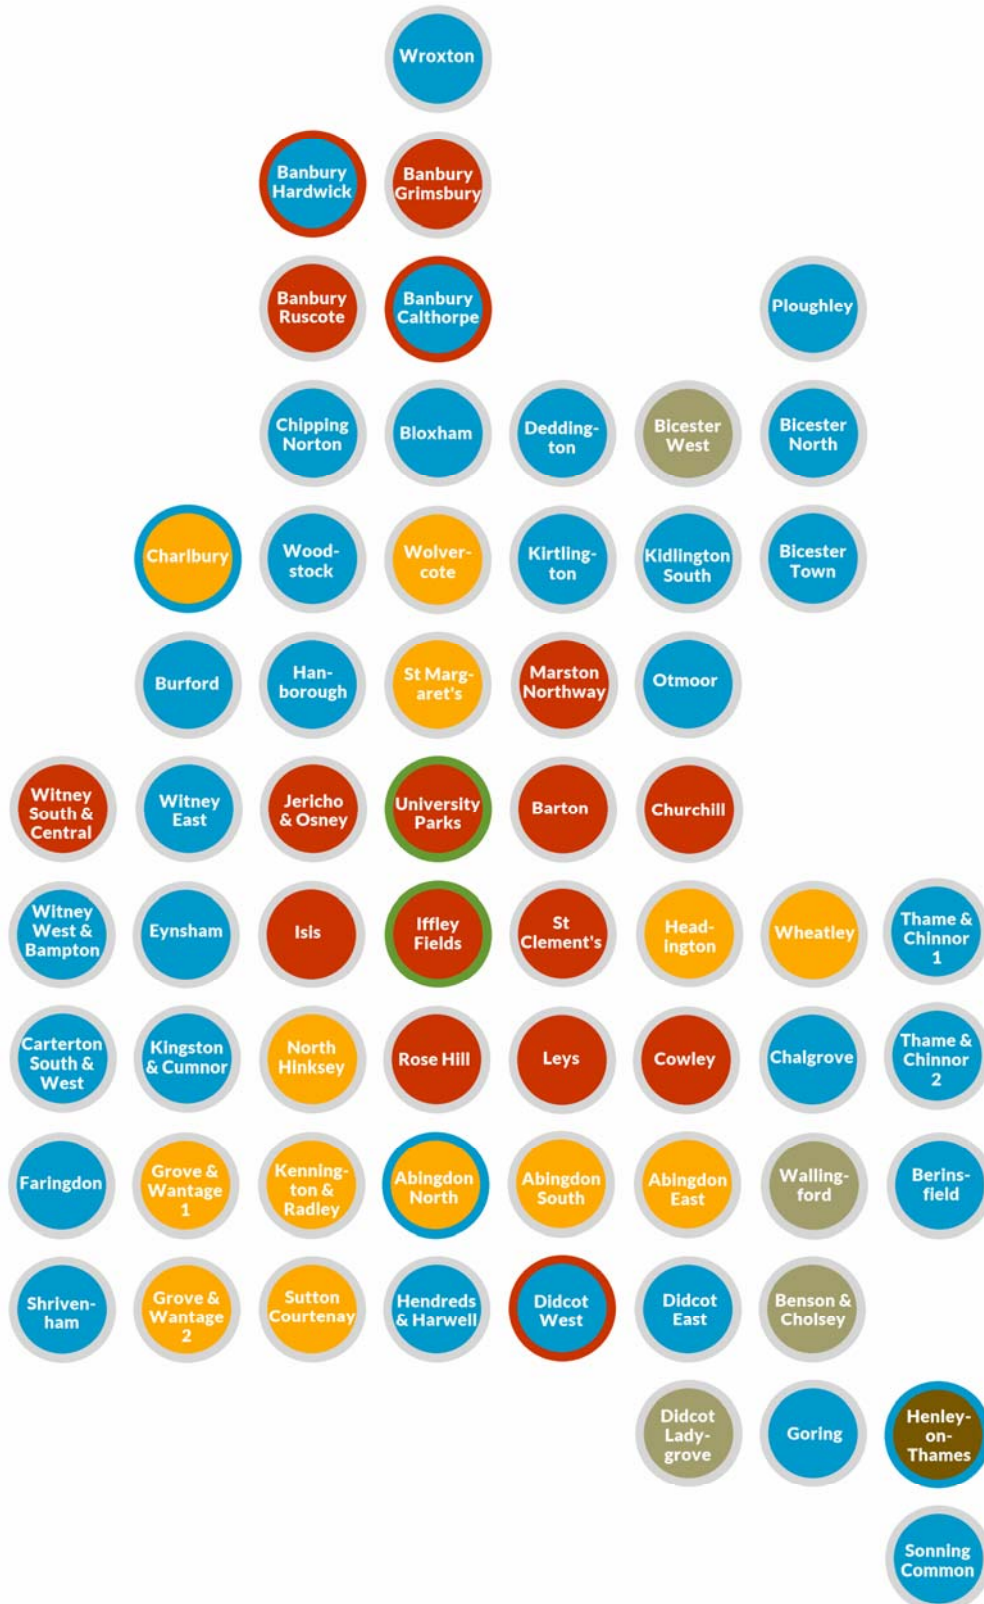 Wroxton
Banbury
Hardwick
Banbury
Grimsbury
Banbury
Ruscote
Banbury
Calthorpe
Ploughley
Chipping
Norton
Bloxham
Dedding-
ton
Bicester
West
Bicester
North
Charlbury
Wood-
stock
Wolver-
cote
Kirtling-
ton
Kidlington
South
Bicester
Town
Burford
Han-
borough
St Marg-
aret's
Marston
Northway
Otmoor
Witney
South &
Central
Witney
East
Jericho
& Osney
University
Parks
Barton
Churchill
Witney
West &
Bampton
Eynsham
Isis
Iffley
Fields
St
Clement's
Head-
ington
Wheatley
Thame &
Chinnor
1
Carterton
South &
West
Kingston
& Cumnor
North
Hinksey
Rose Hill
Leys
Cowley
Chalgrove
Thame &
Chinnor
2
Faringdon
Grove &
Wantage
1
Kenning-
ton &
Radley
Abingdon
North
Abingdon
South
Abingdon
East
Walling-
ford
Berins-
field
Shriven-
ham
Grove &
Wantage
2
Sutton
Courtenay
Hendreds
& Harwell
Didcot
West
Didcot
East
Benson &
Cholsey
Didcot
Lady-
grove
Goring
Henley-
on-
Thames
Sonning
Common